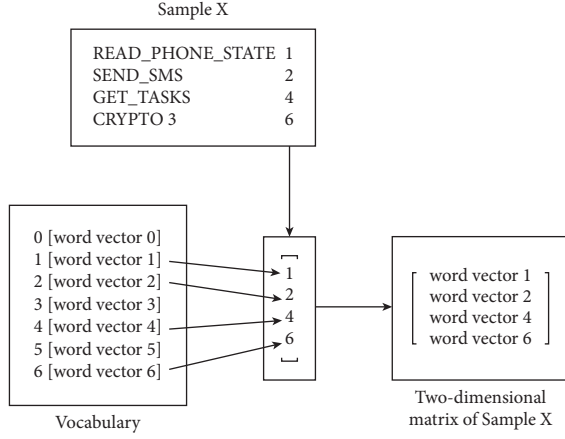 Sample X
READ_PHONE_STATE 1
SEND_SMS 2
GET_TASKS 4
CRYPTO 3 6
0 [word vector 0]
1 [word vector 1]
2 [word vector 2]
3 [word vector 3]
4 [word vector 4]
5 [word vector 5]
6 [word vector 6]
Vocabulary
[
1
2
4
6
]
word vector 1
word vector 2
word vector 4
word vector 6
Two-dimensional
matrix of Sample X